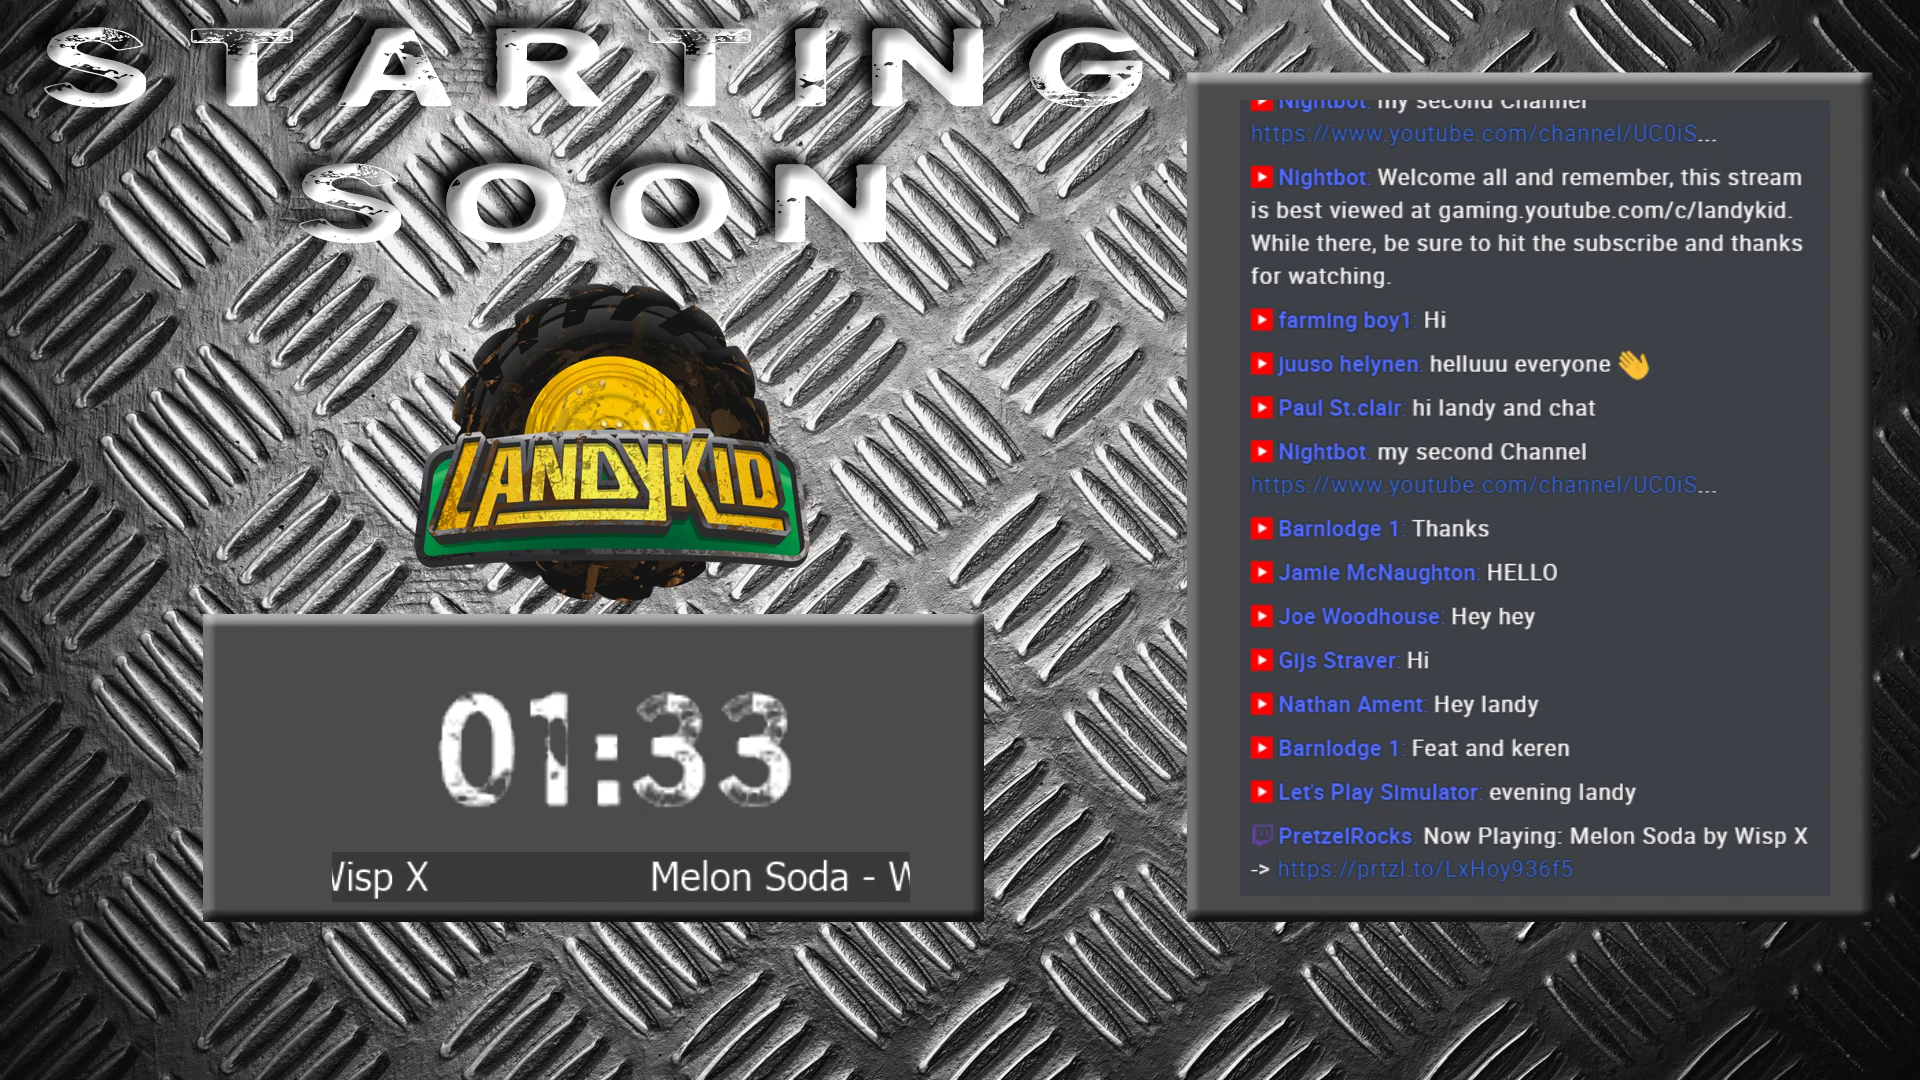 STARTING
SOON
LANDYKID
01:33
Wisp X
Melon Soda - W
Nightbot: my second Channel
https://www.youtube.com/channel/UC0iS...
Nightbot: Welcome all and remember, this stream
is best viewed at gaming.youtube.com/c/landykid.
While there, be sure to hit the subscribe and thanks
for watching.
farming boy1: Hi
Juuso helynen: helluuu everyone 👋
Paul St.clair: hi landy and chat
Nightbot: my second Channel
https://www.youtube.com/channel/UC0iS...
Barnlodge 1: Thanks
Jamie McNaughton: HELLO
Joe Woodhouse: Hey hey
Gijs Straver: Hi
Nathan Ament: Hey landy
Barnlodge 1: Feat and keren
Let's Play Simulator: evening landy
PretzelRocks: Now Playing: Melon Soda by Wisp X
-> https://prtzl.to/LxHoy936f5